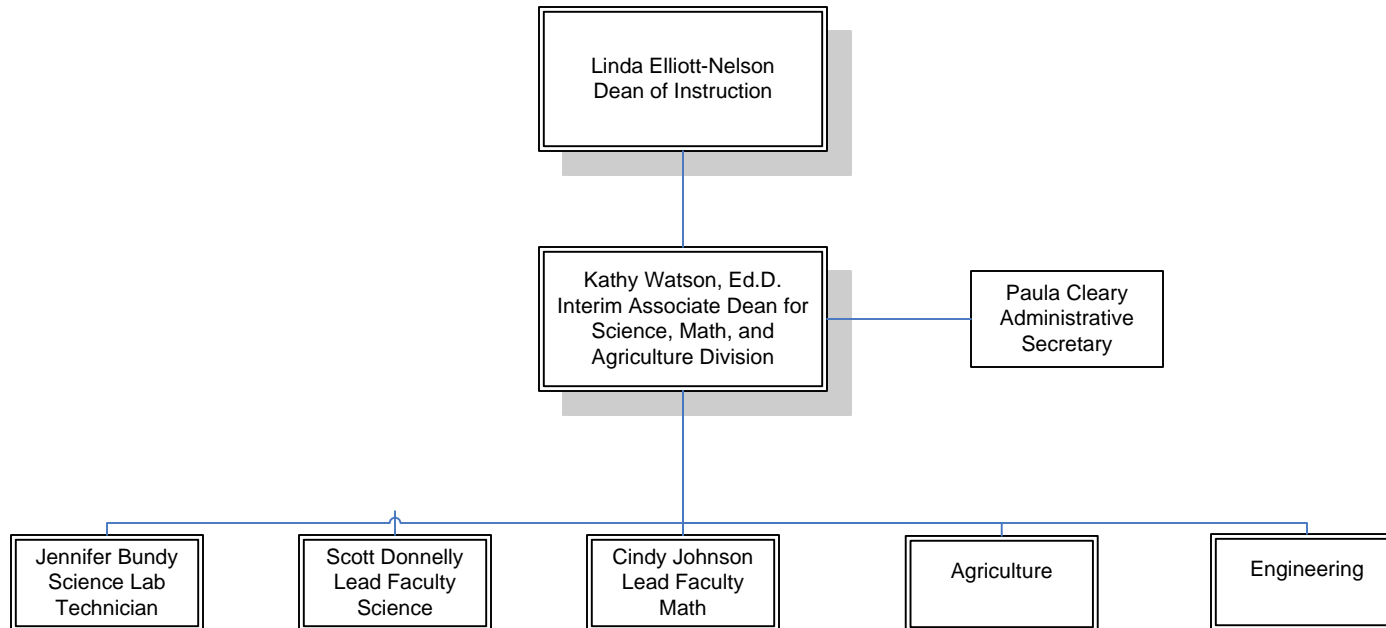 Linda Elliott-Nelson
Dean of Instruction
Kathy Watson, Ed.D.
Interim Associate Dean for
Science, Math, and
Agriculture Division
Paula Cleary
Administrative
Secretary
Jennifer Bundy
Science Lab
Technician
Scott Donnelly
Lead Faculty
Science
Cindy Johnson
Lead Faculty
Math
Agriculture
Engineering